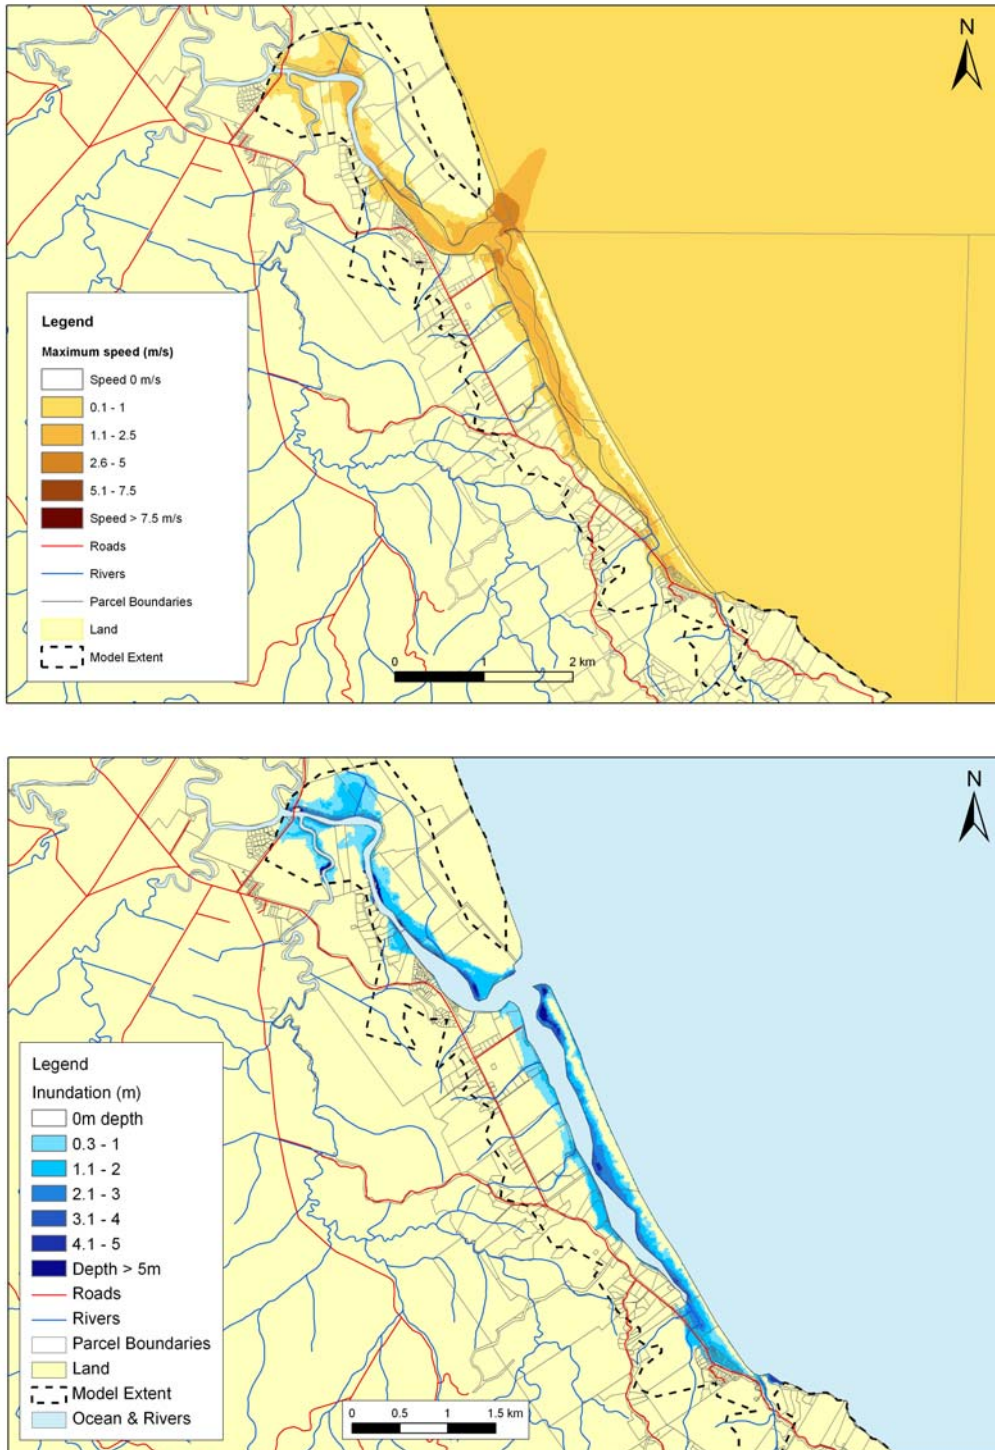 N
Legend
Maximum speed (m/s)
Speed 0 m/s
0.1 - 1
1.1 - 2.5
2.6 - 5
5.1 - 7.5
Speed > 7.5 m/s
Roads
Rivers
Parcel Boundaries
Land
Model Extent
0 1 2 km
N
Legend
Inundation (m)
0m depth
0.3 - 1
1.1 - 2
2.1 - 3
3.1 - 4
4.1 - 5
Depth > 5m
Roads
Rivers
Parcel Boundaries
Land
Model Extent
Ocean & Rivers
0 0.5 1 1.5 km